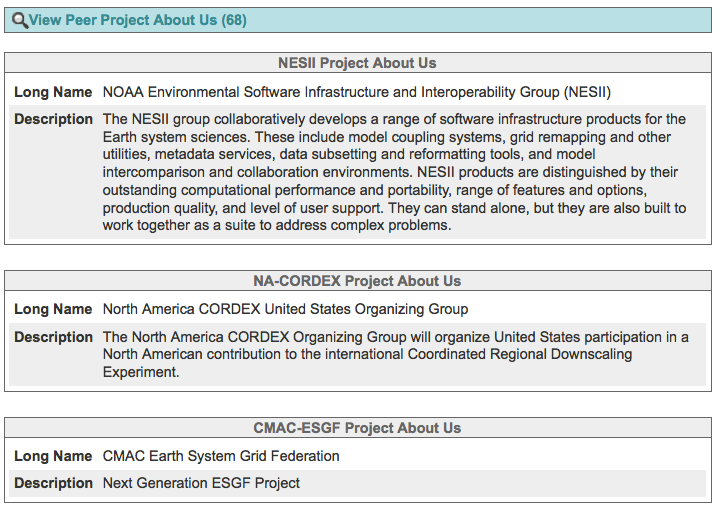 View Peer Project About Us (68)
NESII Project About Us
Long Name NOAA Environmental Software Infrastructure and Interoperability Group (NESII)
Description The NESII group collaboratively develops a range of software infrastructure products for the
Earth system sciences. These include model coupling systems, grid remapping and other
utilities, metadata services, data subsetting and reformatting tools, and model
intercomparison and collaboration environments. NESII products are distinguished by their
outstanding computational performance and portability, range of features and options,
production quality, and level of user support. They can stand alone, but they are also built to
work together as a suite to address complex problems.
NA-CORDEX Project About Us
Long Name North America CORDEX United States Organizing Group
Description The North America CORDEX Organizing Group will organize United States participation in a
North American contribution to the international Coordinated Regional Downscaling
Experiment.
CMAC-ESGF Project About Us
Long Name CMAC Earth System Grid Federation
Description Next Generation ESGF Project